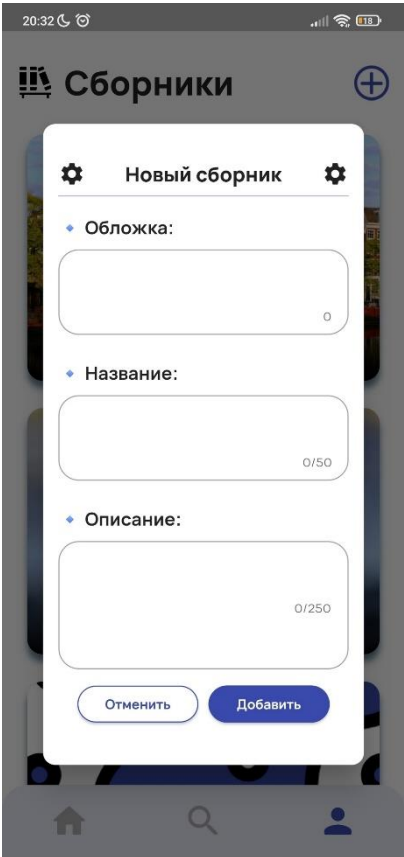 20:32
18
Сборники
Новый сборник
Обложка:
0
Название:
0/50
Описание:
0/250
Отменить Добавить